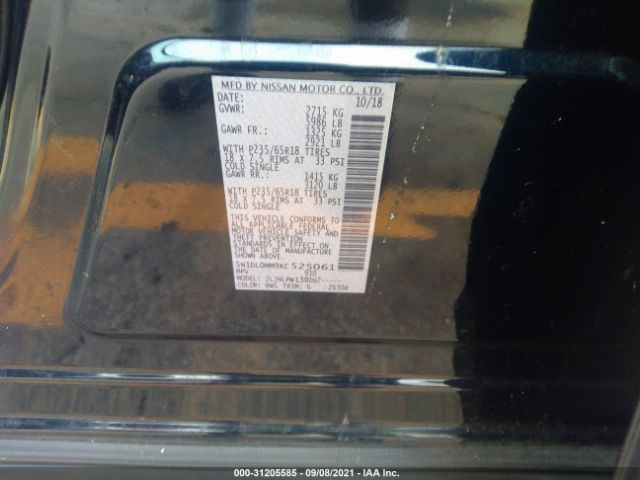 MFD BY NISSAN MOTOR CO., LTD.
DATE: 10/18
GVWR: 2715 KG
5986 LB
GAWR FR.: 1325 KG
2921 LB
WITH P235/65R18 TIRES
18 X 7.5 RIMS AT 33 PSI
COLD SINGLE
GAWR RR.: 1415 KG
3120 LB
WITH P235/65R18 TIRES
18 X 7.5 RIMS AT 33 PSI
COLD SINGLE
THIS VEHICLE CONFORMS TO
ALL APPLICABLE FEDERAL
MOTOR VEHICLE SAFETY AND
STANDARDS IN EFFECT ON THE
DATE OF MANUFACTURE
SHOWN ABOVE.
5N1DL0MM9KC525061
MPV
COLOR: BW5 TRIM: G 25304
000-31205585 - 09/08/2021 - IAA Inc.